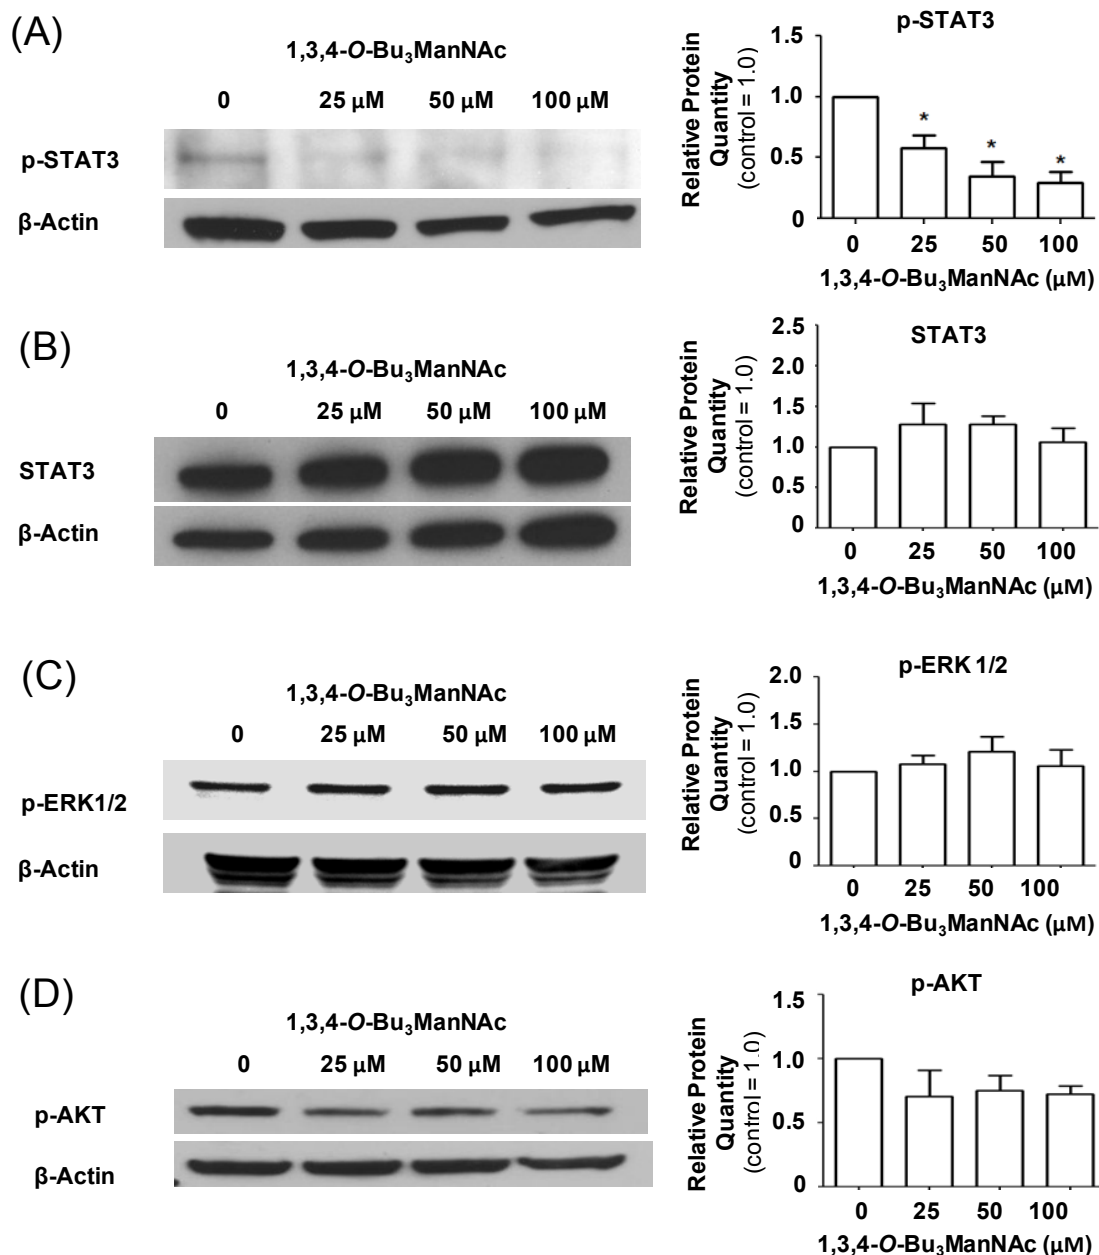 (A)
1,3,4-O-Bu₃ManNAc
0 25 μM 50 μM 100 μM
p-STAT3
β-Actin
p-STAT3
Relative Protein
Quantity
(control = 1.0)
1.5
1.0
0.5
0
* * *
0 25 50 100
1,3,4-O-Bu₃ManNAc (μM)
(B)
1,3,4-O-Bu₃ManNAc
0 25 μM 50 μM 100 μM
STAT3
β-Actin
STAT3
Relative Protein
Quantity
(control = 1.0)
2.5
2.0
1.5
1.0
0.5
0
0 25 50 100
1,3,4-O-Bu₃ManNAc (μM)
(C)
1,3,4-O-Bu₃ManNAc
0 25 μM 50 μM 100 μM
p-ERK1/2
β-Actin
p-ERK 1/2
Relative Protein
Quantity
(control = 1.0)
2.0
1.5
1.0
0.5
0
0 25 50 100
1,3,4-O-Bu₃ManNAc (μM)
(D)
1,3,4-O-Bu₃ManNAc
0 25 μM 50 μM 100 μM
p-AKT
β-Actin
p-AKT
Relative Protein
Quantity
(control = 1.0)
1.5
1.0
0.5
0.0
0 25 50 100
1,3,4-O-Bu₃ManNAc (μM)